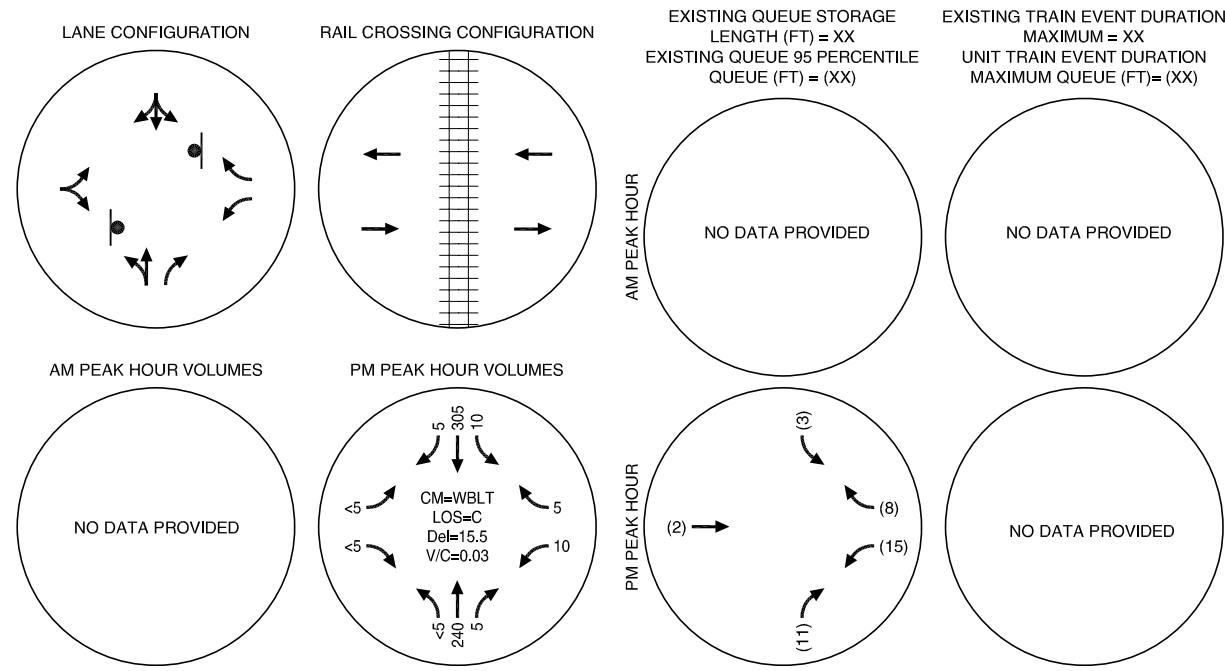 LANE CONFIGURATION
RAIL CROSSING CONFIGURATION
EXISTING QUEUE STORAGE
LENGTH (FT) = XX
EXISTING QUEUE 95 PERCENTILE
QUEUE (FT) = (XX)
EXISTING TRAIN EVENT DURATION
MAXIMUM = XX
UNIT TRAIN EVENT DURATION
MAXIMUM QUEUE (FT)= (XX)
AM PEAK HOUR
NO DATA PROVIDED
NO DATA PROVIDED
AM PEAK HOUR VOLUMES
NO DATA PROVIDED
PM PEAK HOUR VOLUMES
5
305
10
<5
<5
CM=WBLT
LOS=C
Del=15.5
V/C=0.03
5
10
<5
240
5
PM PEAK HOUR
(3)
(2)
(8)
(15)
(11)
NO DATA PROVIDED